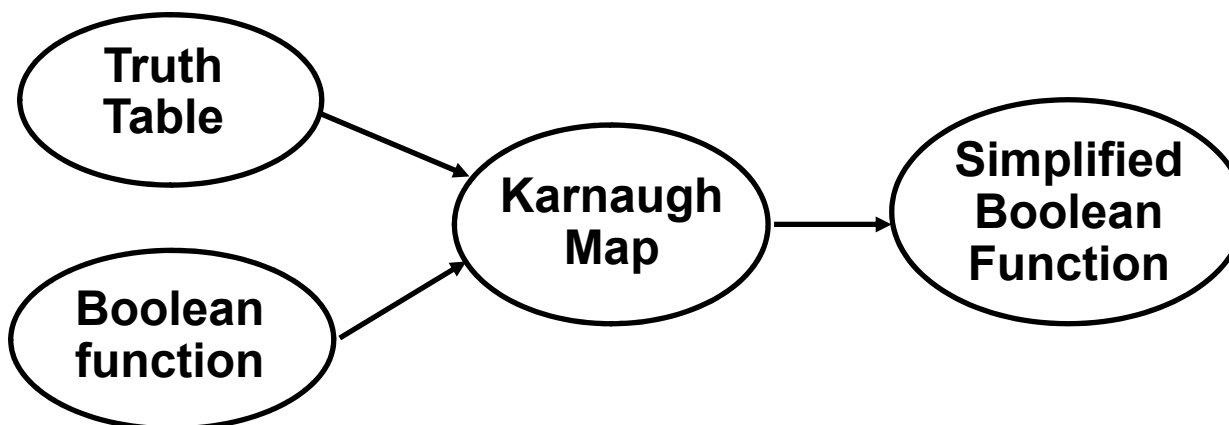 Truth
Table
Boolean
function
Karnaugh
Map
Simplified
Boolean
Function